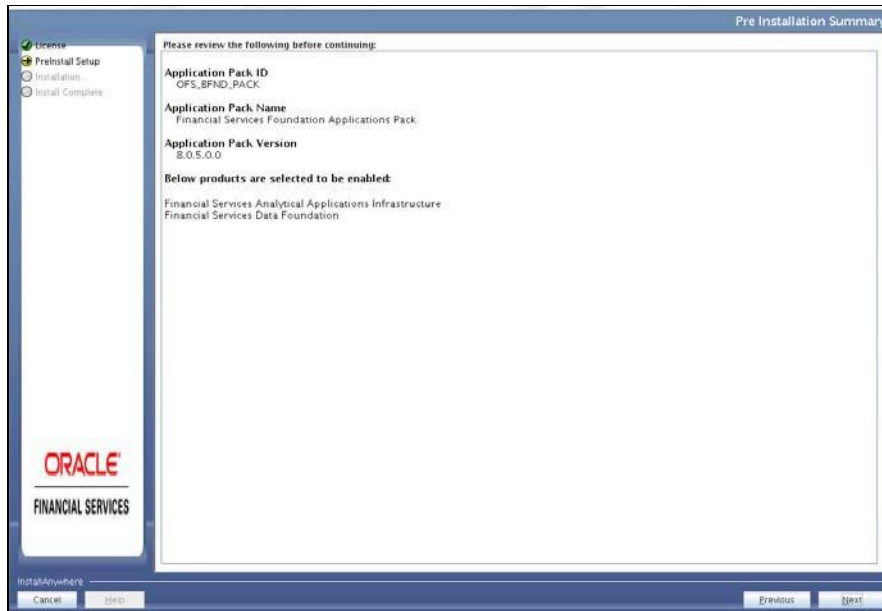 Pre Installation Summary
License
PreInstall Setup
Installation...
Install Complete
Please review the following before continuing:
Application Pack ID
OFS_BFND_PACK
Application Pack Name
Financial Services Foundation Applications Pack
Application Pack Version
8.0.5.0.0
Below products are selected to be enabled:
Financial Services Analytical Applications Infrastructure
Financial Services Data Foundation
ORACLE
FINANCIAL SERVICES
InstallAnywhere
Cancel
Help
Previous
Next